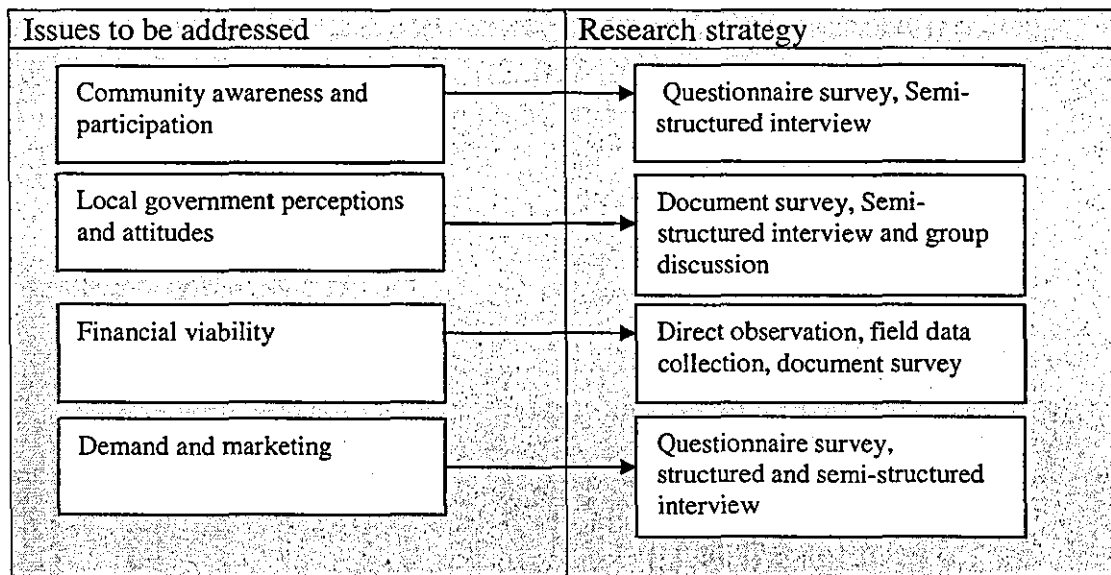 Issues to be addressed
Research strategy
Community awareness and
participation
Questionnaire survey, Semi-
structured interview
Local government perceptions
and attitudes
Document survey, Semi-
structured interview and group
discussion
Financial viability
Direct observation, field data
collection, document survey
Demand and marketing
Questionnaire survey,
structured and semi-structured
interview